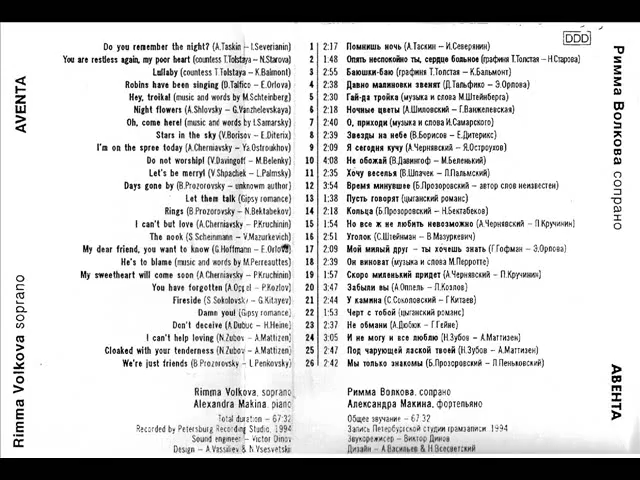 DDD
Do you remember the night? (A.Taskin – I.Severianin) 1 2:17 Помнишь ночь (А.Таскин – И.Северянин)
You are restless again, my poor heart (countess T.Tolstaya – N.Starova) 2 1:48 Опять неспокойно ты, сердце больное (графиня Т.Толстая – Н.Старова)
Lullaby (countess T.Tolstaya – K.Balmont) 3 2:55 Баюшки-баю (графиня Т.Толстая – К.Бальмонт)
Robins have been singing (D.Dalfico – E.Orlova) 4 2:38 Давно малиновки звенят (Д.Дальфико – Э.Орлова)
Hey, troika! (music and words by M.Schteinberg) 5 2:30 Гай-да тройка (музыка и слова М.Штейнберга)
Night flowers (A.Shilovsky – G.Vanzhelevskaya) 6 2:18 Ночные цветы (А.Шиловский – Г.Ванжелевская)
Oh, come here! (music and words by I.Samarsky) 7 2:40 О, приходи (музыка и слова И.Самарского)
Stars in the sky (V.Borisov – E.Diterix) 8 2:39 Звезды на небе (В.Борисов – Е.Дитерикс)
I'm on the spree today (A.Cherniavsky – Ya.Ostroukhov) 9 2:09 Я сегодня кучу (А.Чернявский – Я.Остроухов)
Do not worship! (V.Davingoff – M.Belenky) 10 4:08 Не обожай (В.Давингоф – М.Беленький)
Let's be merry! (V.Shpachek – L.Palmsky) 11 2:35 Хочу веселья (В.Шпачек – Л.Пальмский)
Days gone by (B.Prozorovsky – unknown author) 12 3:54 Время минувшее (Б.Прозоровский – автор слов неизвестен)
Let them talk (Gipsy romance) 13 1:38 Пусть говорят (цыганский романс)
Rings (B.Prozorovsky – N.Bektabekov) 14 2:18 Кольца (Б.Прозоровский – Н.Бектабеков)
I can't but love (A.Cherniavsky – P.Kruchinin) 15 1:54 Но все ж не любить невозможно (А.Чернявский – П.Кручинин)
The nook (S.Scheinmann – V.Mazurkevich) 16 2:51 Уголок (С.Штейнман – В.Мазуркевич)
My dear friend, you want to know (G.Hoffmann – E.Orlova) 17 2:09 Мой милый друг – ты хочешь знать (Г.Гофман – Э.Орлова)
He's to blame (music and words by M.Perreauttes) 18 2:39 Он виноват (музыка и слова М.Перротте)
My sweetheart will come soon (A.Cherniavsky – P.Kruchinin) 19 1:57 Скоро миленький придет (А.Чернявский – П.Кручинин)
You have forgotten (A.Oppel – P.Kozlov) 20 3:47 Забыли вы (А.Оппель – Л.Козлов)
Fireside (S.Sokolovsky – G.Kitayev) 21 2:44 У камина (С.Соколовский – Г.Китаев)
Damn you! (Gipsy romance) 22 1:53 Черт с тобой (цыганский романс)
Don't deceive (A.Dubuc – H.Heine) 23 2:37 Не обмани (А.Дюбюк – Г.Гейне)
I can't help loving (N.Zubov – A.Mattizen) 24 3:05 И не могу и все люблю (Н.Зубов – А.Маттизен)
Cloaked with your tenderness (N.Zubov – A.Mattizen) 25 2:47 Под чарующей лаской твоей (Н.Зубов – А.Маттизен)
We're just friends (B.Prozorovsky – L.Penkovsky) 26 2:42 Мы только знакомы (Б.Прозоровский – Л.Пеньковский)
Rimma Volkova, soprano
Alexandra Makina, piano
Total duration – 67:32
Recorded by Petersburg Recording Studio, 1994
Sound engineer – Victor Dinov
Design – A.Vassiliev & N.Vsesvetski
Римма Волкова, сопрано
Александра Макина, фортепьяно
Общее звучание – 67:32
Запись Петербургской студии грамзаписи, 1994
Звукорежисер – Виктор Динов
Дизайн – А.Васильев & Н.Всесветский
Rimma Volkova soprano AVENTA
Римма Волкова сопрано АВЕНТА